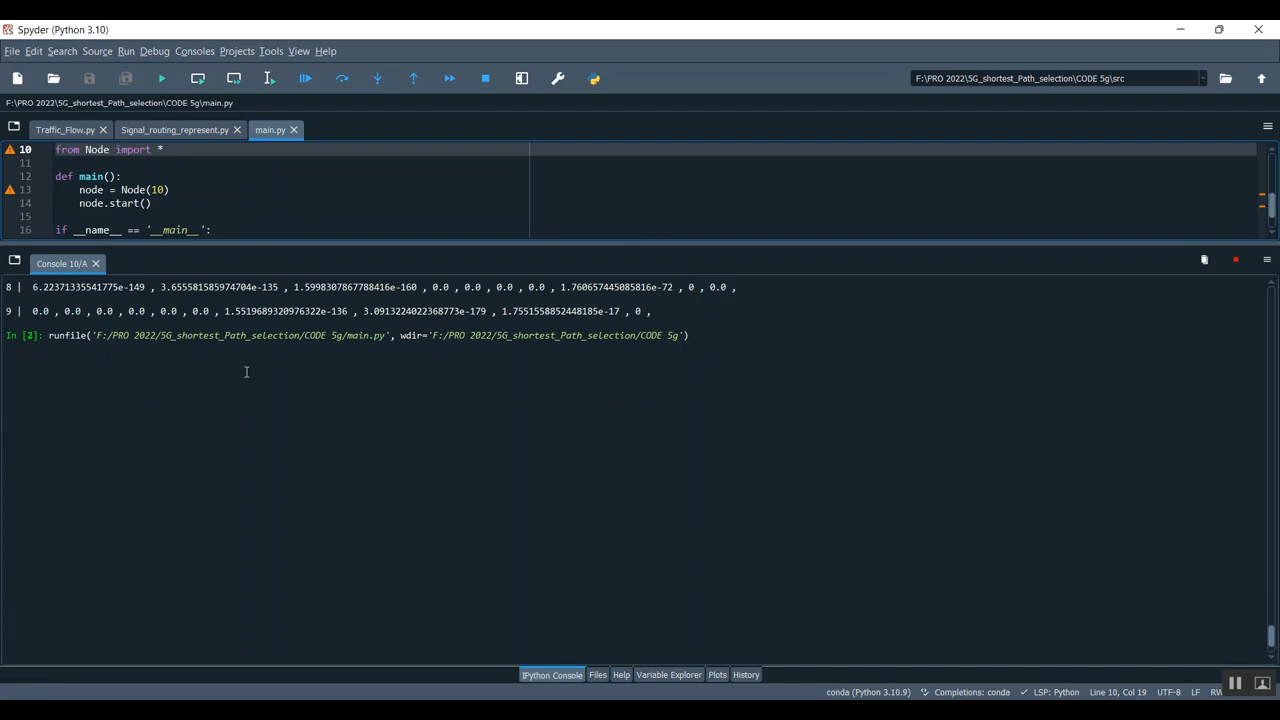 Spyder (Python 3.10)
File Edit Search Source Run Debug Consoles Projects Tools View Help
F:\PRO 2022\5G_shortest_Path_selection\CODE 5g\src
F:\PRO 2022\5G_shortest_Path_selection\CODE 5g\main.py
Traffic_Flow.py Signal_routing_represent.py main.py
10 from Node import *
11
12 def main():
13 node = Node(10)
14 node.start()
15
16 if __name__ == '__main__':
Console 10/A
8 | 6.22371335541775e-149 , 3.655581585974704e-135 , 1.5998307867788416e-160 , 0.0 , 0.0 , 0.0 , 0.0 , 1.760657445085816e-72 , 0 , 0.0 ,
9 | 0.0 , 0.0 , 0.0 , 0.0 , 0.0 , 0.0 , 1.5519689320976322e-136 , 3.0913224022368773e-179 , 1.7551558852448185e-17 , 0 ,
In [2]: runfile('F:/PRO 2022/5G_shortest_Path_selection/CODE 5g/main.py', wdir='F:/PRO 2022/5G_shortest_Path_selection/CODE 5g')
IPython Console Files Help Variable Explorer Plots History
conda (Python 3.10.9) Completions: conda LSP: Python Line 10, Col 19 UTF-8 LF RW